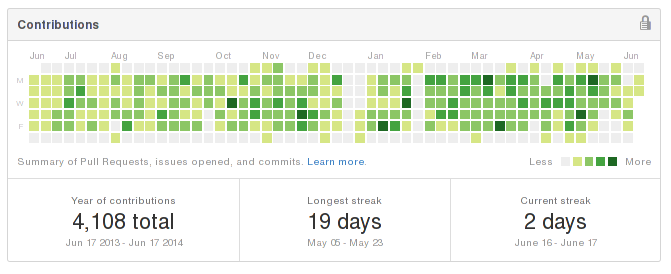 Contributions
Jun Jul Aug Sep Oct Nov Dec Jan Feb Mar Apr May Jun
M
W
F
Summary of Pull Requests, issues opened, and commits. Learn more. Less More
Year of contributions Longest streak Current streak
4,108 total 19 days 2 days
Jun 17 2013 - Jun 17 2014 May 05 - May 23 June 16 - June 17